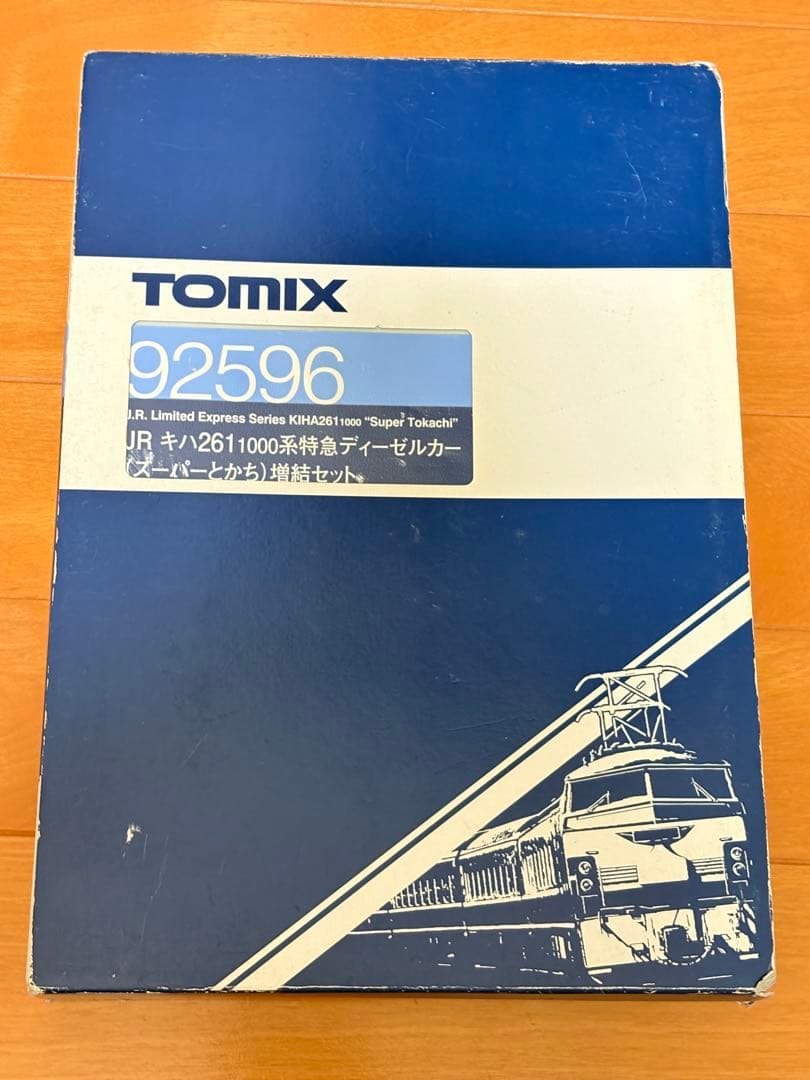 TOMIX
92596
J.R. Limited Express Series KIHA261 1000 "Super Tokachi"
JR キハ261 1000系特急ディーゼルカー
(スーパーとかち)増結セット